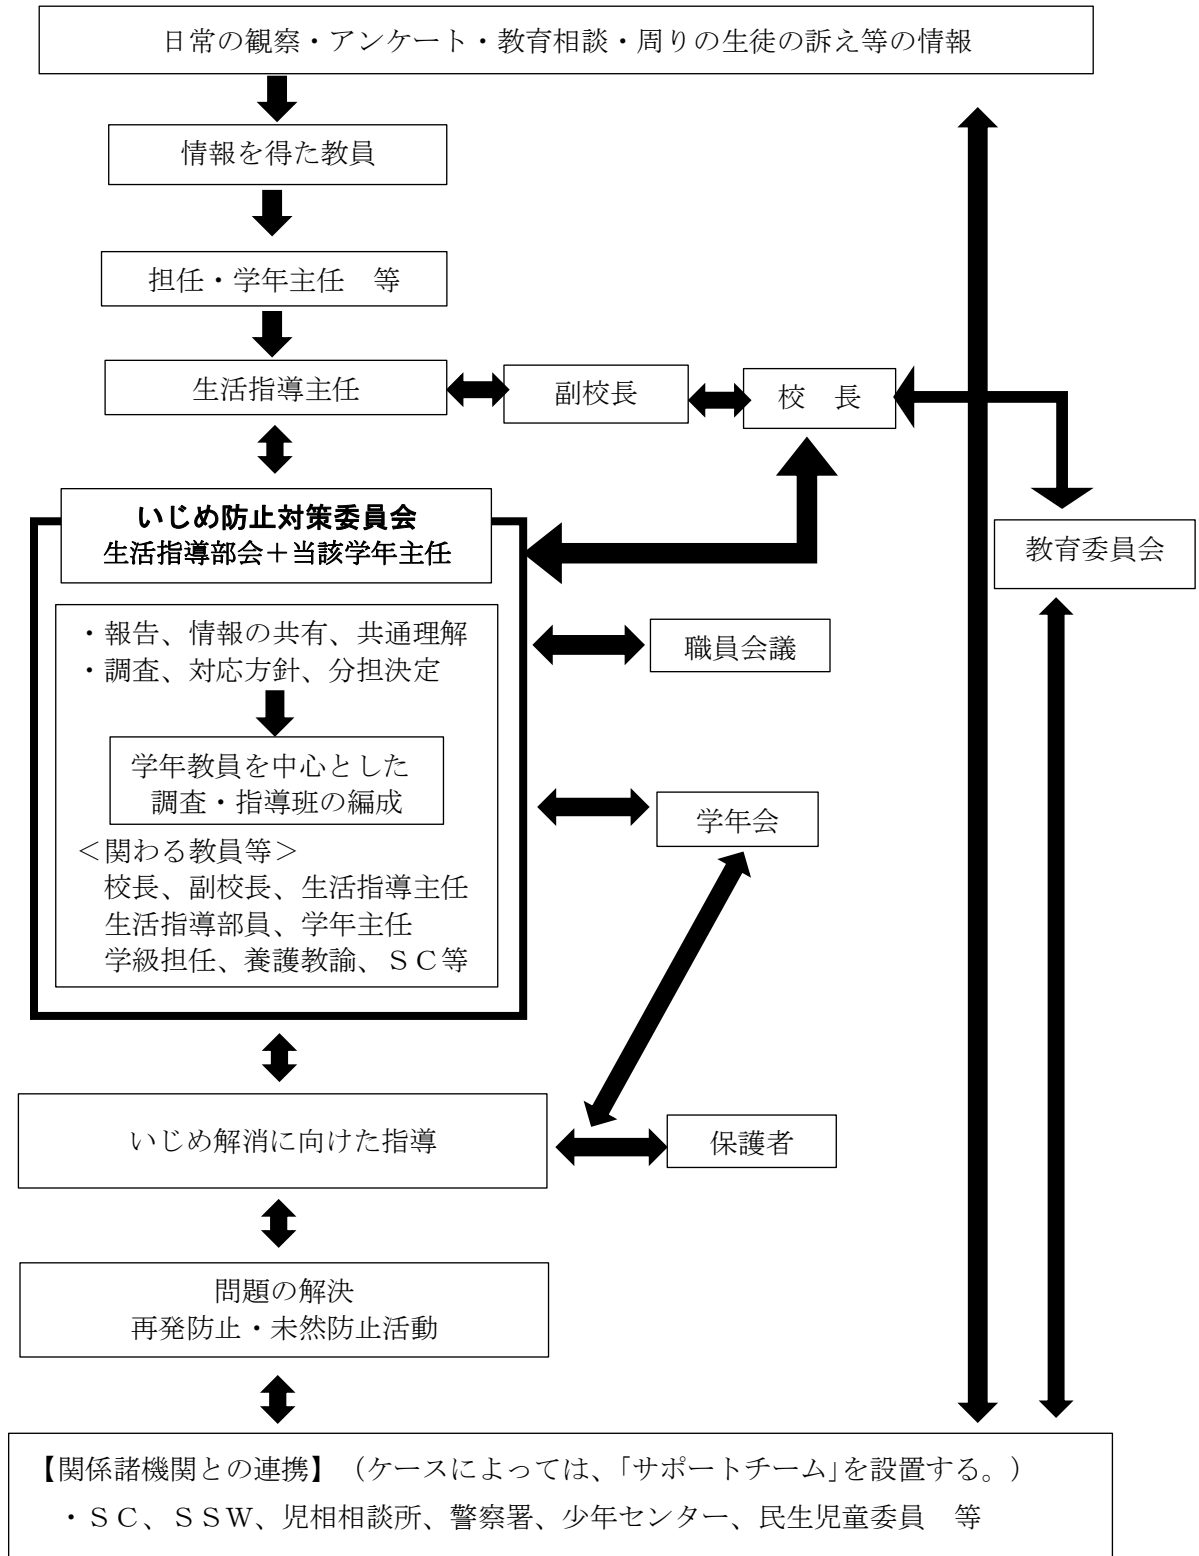 日常の観察・アンケート・教育相談・周りの生徒の訴え等の情報
情報を得た教員
担任・学年主任　等
生活指導主任
副校長
校　長
いじめ防止対策委員会
生活指導部会＋当該学年主任
教育委員会
・報告、情報の共有、共通理解
・調査、対応方針、分担決定
職員会議
学年教員を中心とした
調査・指導班の編成
学年会
＜関わる教員等＞
校長、副校長、生活指導主任
生活指導部員、学年主任
学級担任、養護教諭、ＳＣ等
いじめ解消に向けた指導
保護者
問題の解決
再発防止・未然防止活動
【関係諸機関との連携】（ケースによっては、「サポートチーム」を設置する。）
・ＳＣ、ＳＳＷ、児相相談所、警察署、少年センター、民生児童委員　等